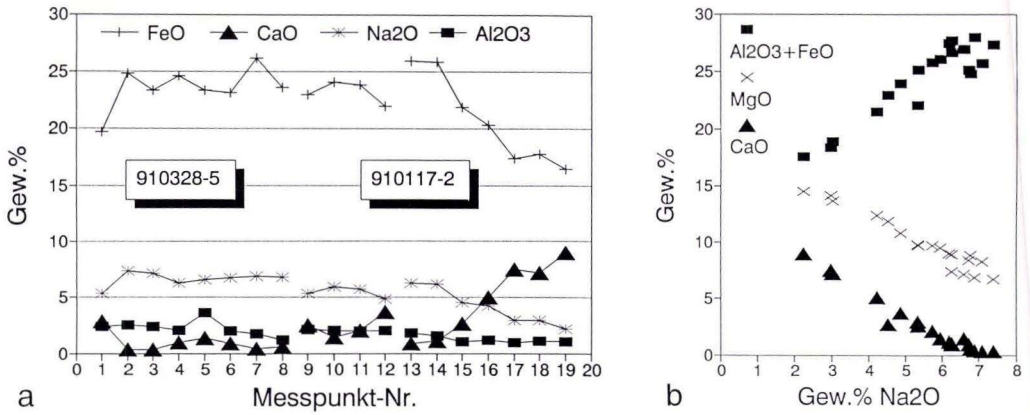 FeO CaO Na2O Al2O3
30
25
20
15
10
5
0
Gew.%
910328-5
910117-2
0 1 2 3 4 5 6 7 8 9 10 11 12 13 14 15 16 17 18 19 20
Messpunkt-Nr.
a
30
25
20
15
10
5
0
Gew.%
Al2O3+FeO
MgO
CaO
0 1 2 3 4 5 6 7 8
Gew.% Na2O
b